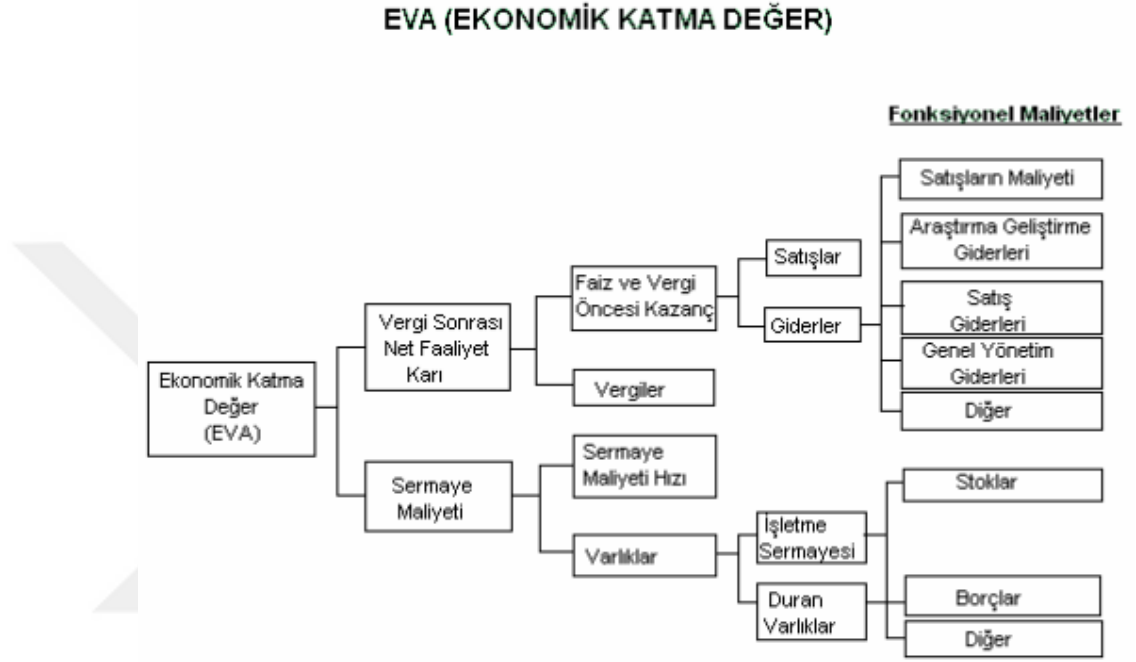 EVA (EKONOMİK KATMA DEĞER)
Fonksiyonel Maliyetler
Ekonomik Katma
Değer
(EVA)
Vergi Sonrası
Net Faaliyet
Karı
Sermaye
Maliyeti
Faiz ve Vergi
Öncesi Kazanç
Vergiler
Sermaye
Maliyeti Hızı
Varlıklar
Satışlar
Giderler
İşletme
Sermayesi
Duran
Varlıklar
Satışların Maliyeti
Araştırma Geliştirme
Giderleri
Satış
Giderleri
Genel Yönetim
Giderleri
Diğer
Stoklar
Borçlar
Diğer